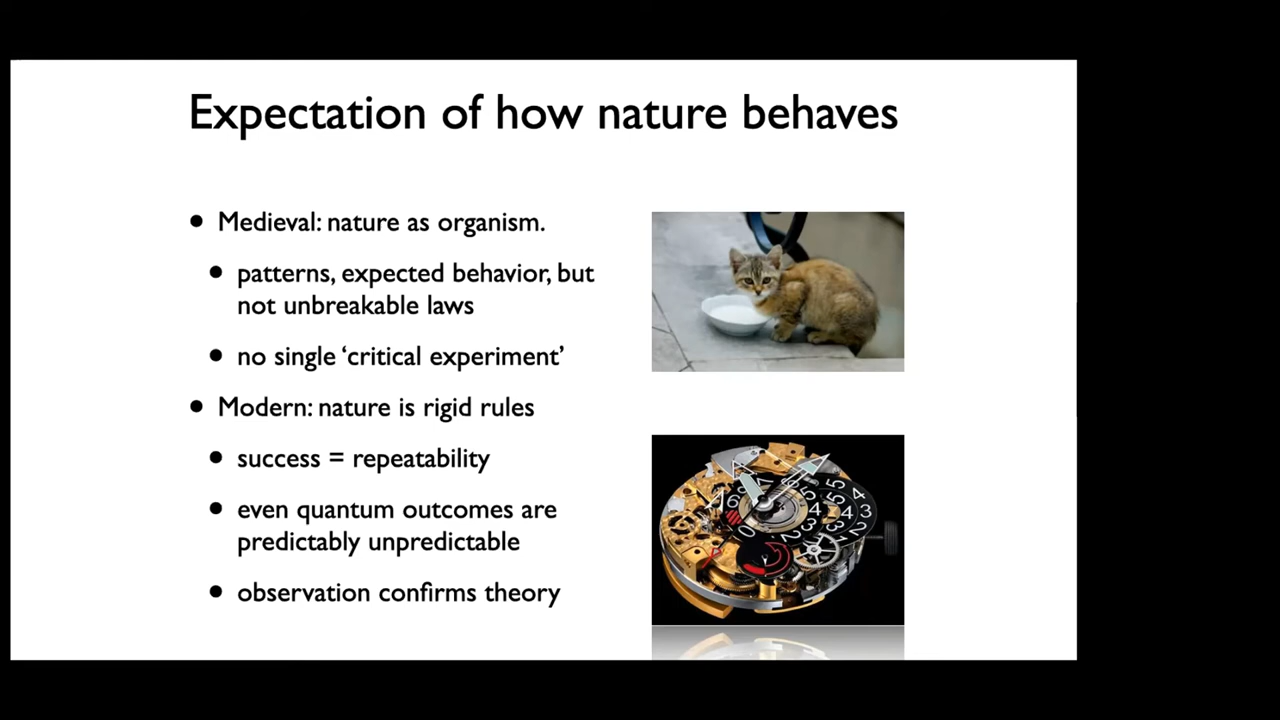 Expectation of how nature behaves
• Medieval: nature as organism.
• patterns, expected behavior, but
not unbreakable laws
• no single ‘critical experiment’
• Modern: nature is rigid rules
• success = repeatability
• even quantum outcomes are
predictably unpredictable
• observation confirms theory